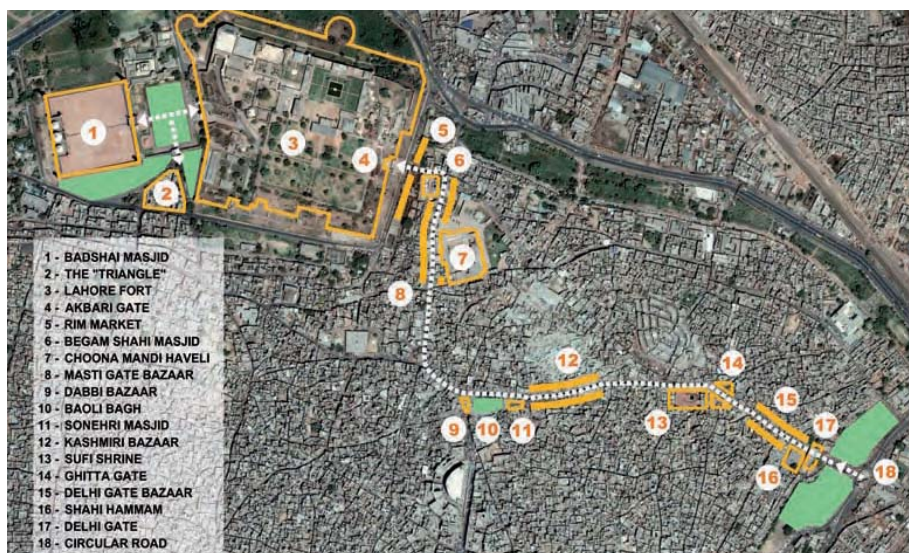 1
2
3
4
5
6
7
8
9
10
11
12
13
14
15
16
17
18
1 - BADSHAI MASJID
2 - THE "TRIANGLE"
3 - LAHORE FORT
4 - AKBARI GATE
5 - RIM MARKET
6 - BEGAM SHAHI MASJID
7 - CHOONA MANDI HAVELI
8 - MASTI GATE BAZAAR
9 - DABBI BAZAAR
10 - BAOLI BAGH
11 - SONEHRI MASJID
12 - KASHMIRI BAZAAR
13 - SUFI SHRINE
14 - GHITTA GATE
15 - DELHI GATE BAZAAR
16 - SHAHI HAMMAM
17 - DELHI GATE
18 - CIRCULAR ROAD